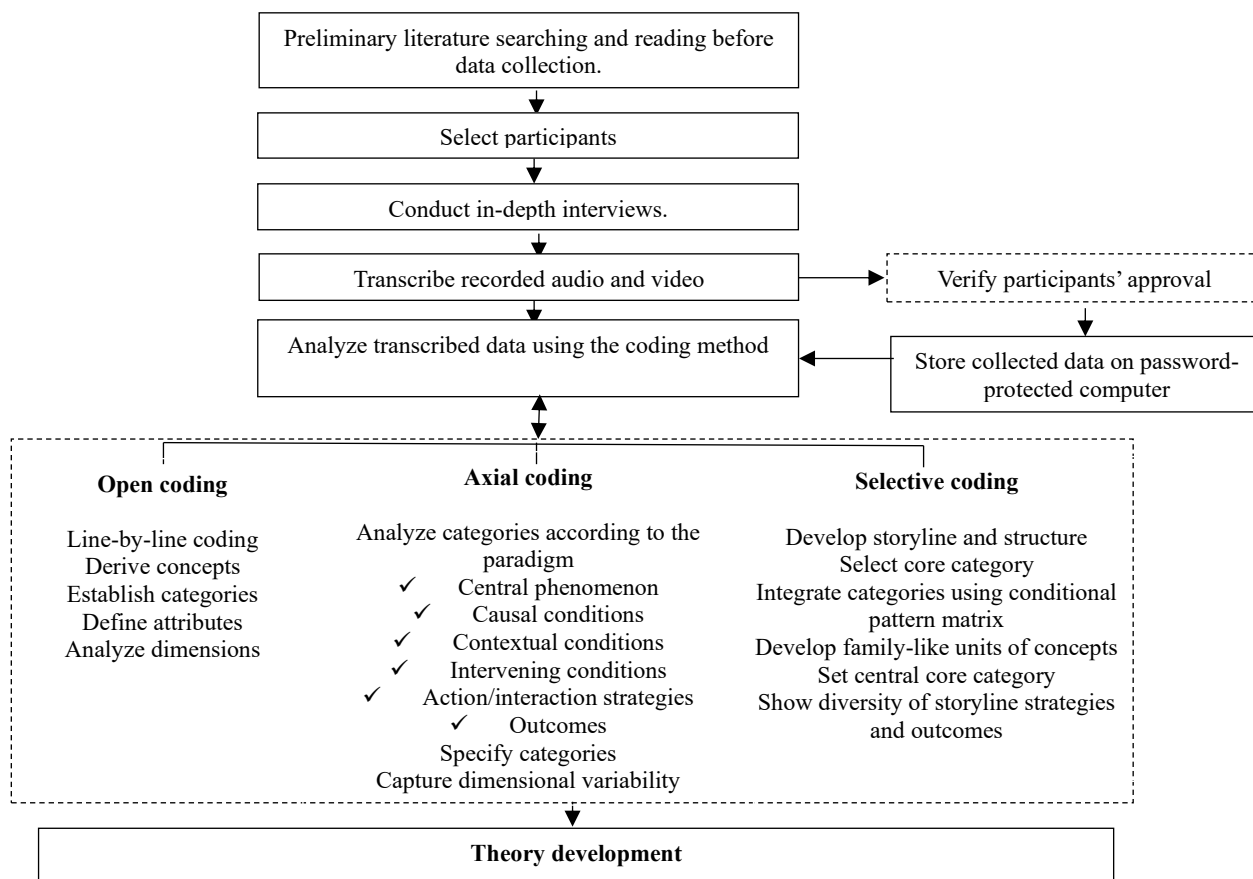 Preliminary literature searching and reading before
data collection.
Select participants
Conduct in-depth interviews.
Transcribe recorded audio and video
Verify participants’ approval
Analyze transcribed data using the coding method
Store collected data on password-
protected computer
Open coding
Line-by-line coding
Derive concepts
Establish categories
Define attributes
Analyze dimensions
Axial coding
Analyze categories according to the
paradigm
✓ Central phenomenon
✓ Causal conditions
✓ Contextual conditions
✓ Intervening conditions
✓ Action/interaction strategies
✓ Outcomes
Specify categories
Capture dimensional variability
Selective coding
Develop storyline and structure
Select core category
Integrate categories using conditional
pattern matrix
Develop family-like units of concepts
Set central core category
Show diversity of storyline strategies
and outcomes
Theory development